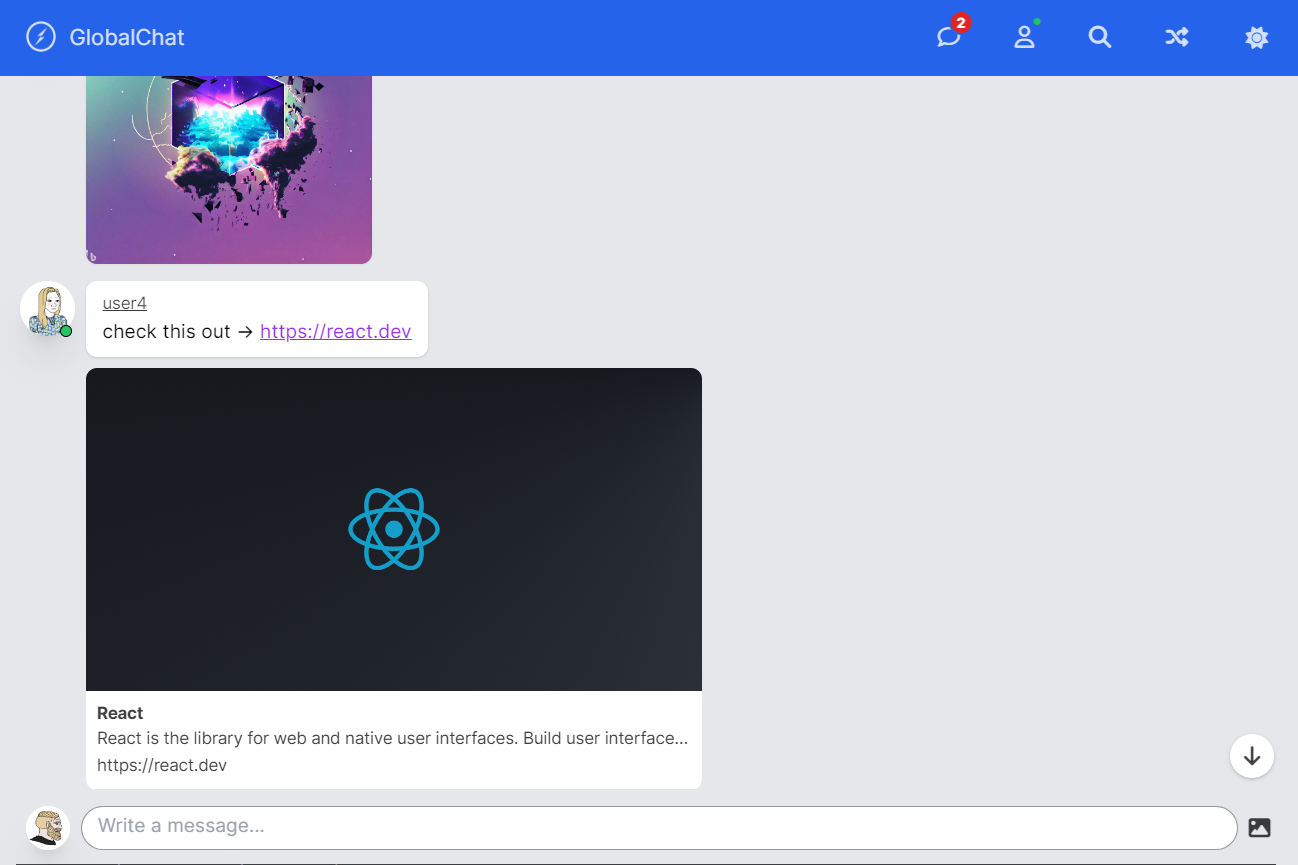 GlobalChat
2
user4
check this out → https://react.dev
React
React is the library for web and native user interfaces. Build user interface...
https://react.dev
Write a message...